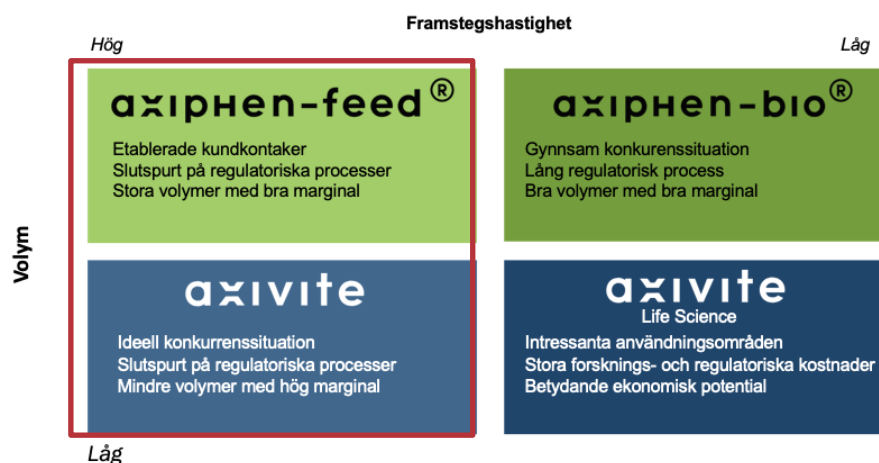 Framstegshastighet
Hög
Låg
axiphen-feed®
Etablerade kundkontaker
Slutspurt på regulatoriska processer
Stora volymer med bra marginal
axiphen-bio®
Gynnsam konkurenssituation
Lång regulatorisk process
Bra volymer med bra marginal
Volym
axivite
Ideell konkurrenssituation
Slutspurt på regulatoriska processer
Mindre volymer med hög marginal
axivite
Life Science
Intressanta användningsområden
Stora forsknings- och regulatoriska kostnader
Betydande ekonomisk potential
Låg